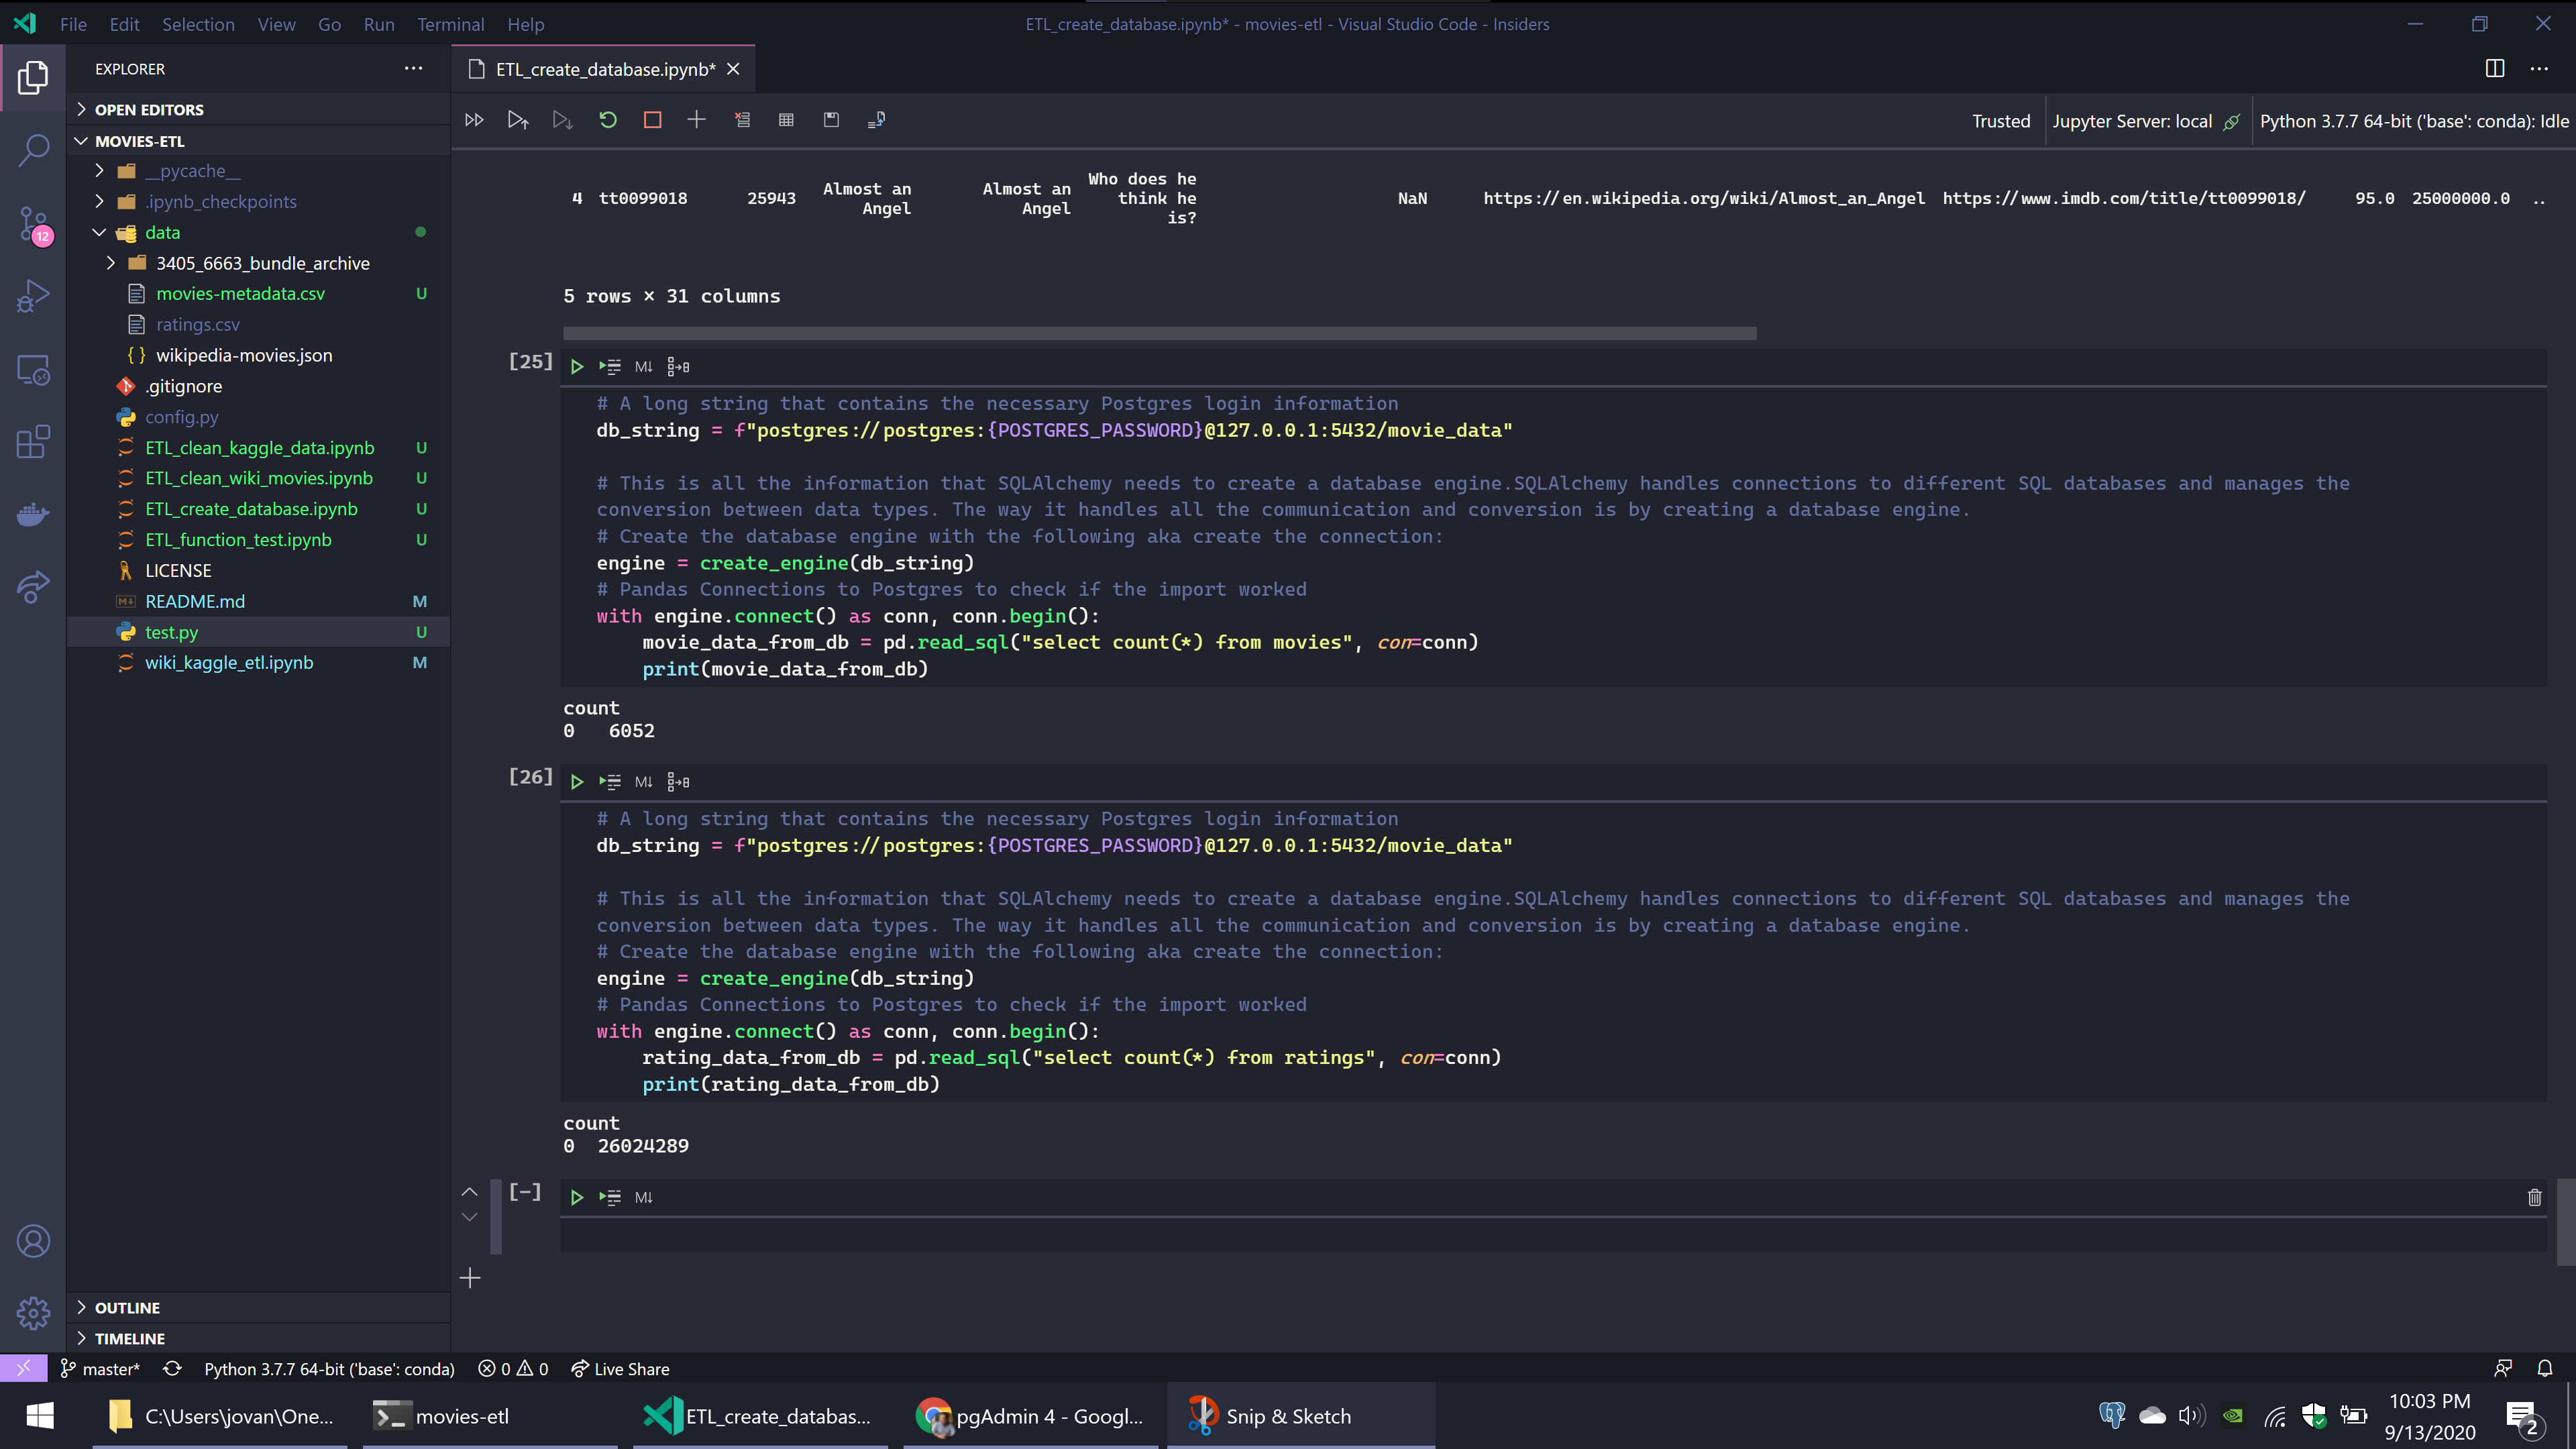 File Edit Selection View Go Run Terminal Help
ETL_create_database.ipynb* - movies-etl - Visual Studio Code - Insiders
EXPLORER
ETL_create_database.ipynb*
OPEN EDITORS
MOVIES-ETL
__pycache__
.ipynb_checkpoints
data
3405_6663_bundle_archive
movies-metadata.csv U
ratings.csv
wikipedia-movies.json
.gitignore
config.py
ETL_clean_kaggle_data.ipynb U
ETL_clean_wiki_movies.ipynb U
ETL_create_database.ipynb U
ETL_function_test.ipynb U
LICENSE
README.md M
test.py U
wiki_kaggle_etl.ipynb M
12
OUTLINE
TIMELINE
Trusted
Jupyter Server: local
Python 3.7.7 64-bit ('base': conda): Idle
4 tt0099018 25943 Almost an Angel Almost an Angel Who does he think he is? NaN https://en.wikipedia.org/wiki/Almost_an_Angel https://www.imdb.com/title/tt0099018/ 95.0 25000000.0 ..
5 rows × 31 columns
[25]
M↓
# A long string that contains the necessary Postgres login information
db_string = f"postgres://postgres:{POSTGRES_PASSWORD}@127.0.0.1:5432/movie_data"
# This is all the information that SQLAlchemy needs to create a database engine.SQLAlchemy handles connections to different SQL databases and manages the
conversion between data types. The way it handles all the communication and conversion is by creating a database engine.
# Create the database engine with the following aka create the connection:
engine = create_engine(db_string)
# Pandas Connections to Postgres to check if the import worked
with engine.connect() as conn, conn.begin():
    movie_data_from_db = pd.read_sql("select count(*) from movies", con=conn)
    print(movie_data_from_db)
count
0 6052
[26]
M↓
# A long string that contains the necessary Postgres login information
db_string = f"postgres://postgres:{POSTGRES_PASSWORD}@127.0.0.1:5432/movie_data"
# This is all the information that SQLAlchemy needs to create a database engine.SQLAlchemy handles connections to different SQL databases and manages the
conversion between data types. The way it handles all the communication and conversion is by creating a database engine.
# Create the database engine with the following aka create the connection:
engine = create_engine(db_string)
# Pandas Connections to Postgres to check if the import worked
with engine.connect() as conn, conn.begin():
    rating_data_from_db = pd.read_sql("select count(*) from ratings", con=conn)
    print(rating_data_from_db)
count
0 26024289
[-]
M↓
master* Python 3.7.7 64-bit ('base': conda) 0 0 Live Share
C:\Users\jovan\One...
movies-etl
ETL_create_databas...
pgAdmin 4 - Googl...
Snip & Sketch
10:03 PM
9/13/2020
2